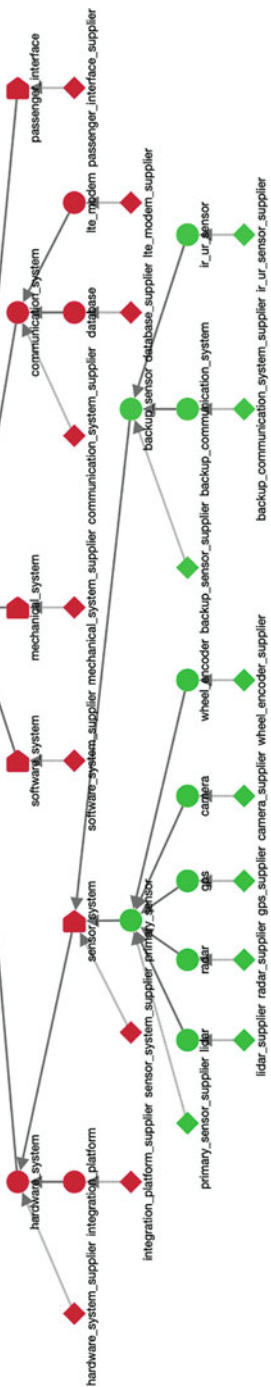 hardware_system software_system mechanical_system communication_system passenger_interface
hardware_system_supplier integration_platform sensor_system software_system_supplier mechanical_system_supplier communication_system_supplier database lte_modem passenger_interface_supplier
integration_platform_supplier sensor_system_supplier primary_sensor backup_sensor database_supplier lte_modem_supplier
primary_sensor_supplier lidar radar gps camera wheel_encoder backup_sensor_supplier backup_communication_system ir_ur_sensor
lidar_supplier radar_supplier gps_supplier camera_supplier wheel_encoder_supplier backup_communication_system_supplier ir_ur_sensor_supplier